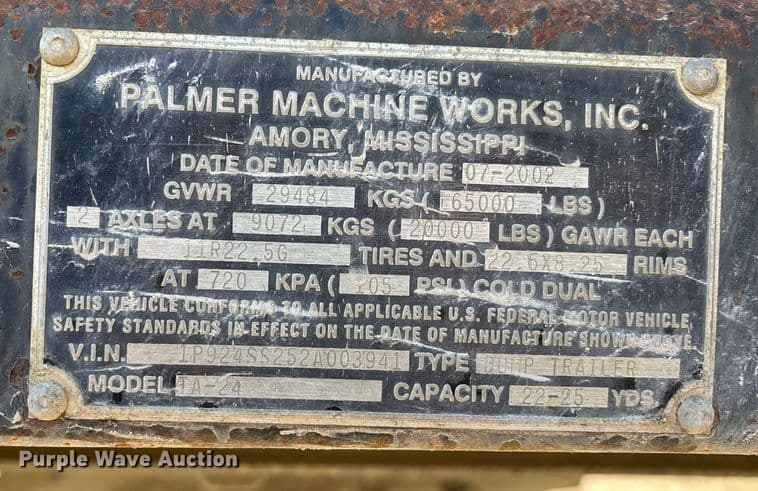 MANUFACTURED BY
PALMER MACHINE WORKS, INC.
AMORY, MISSISSIPPI
DATE OF MANUFACTURE 07-2002
GVWR 29484 KGS ( 65000 LBS )
2 AXLES AT 9072 KGS ( 20000 LBS ) GAWR EACH
WITH 11R22.5G TIRES AND 22.5X8.25 RIMS
AT 720 KPA ( 105 PSI ) COLD DUAL
THIS VEHICLE CONFORMS TO ALL APPLICABLE U.S. FEDERAL MOTOR VEHICLE
SAFETY STANDARDS IN EFFECT ON THE DATE OF MANUFACTURE SHOWN ABOVE.
V.I.N. 1P924SS252A003941 TYPE DUMP TRAILER
MODEL TA-24 CAPACITY 22-25 YDS.
Purple Wave Auction